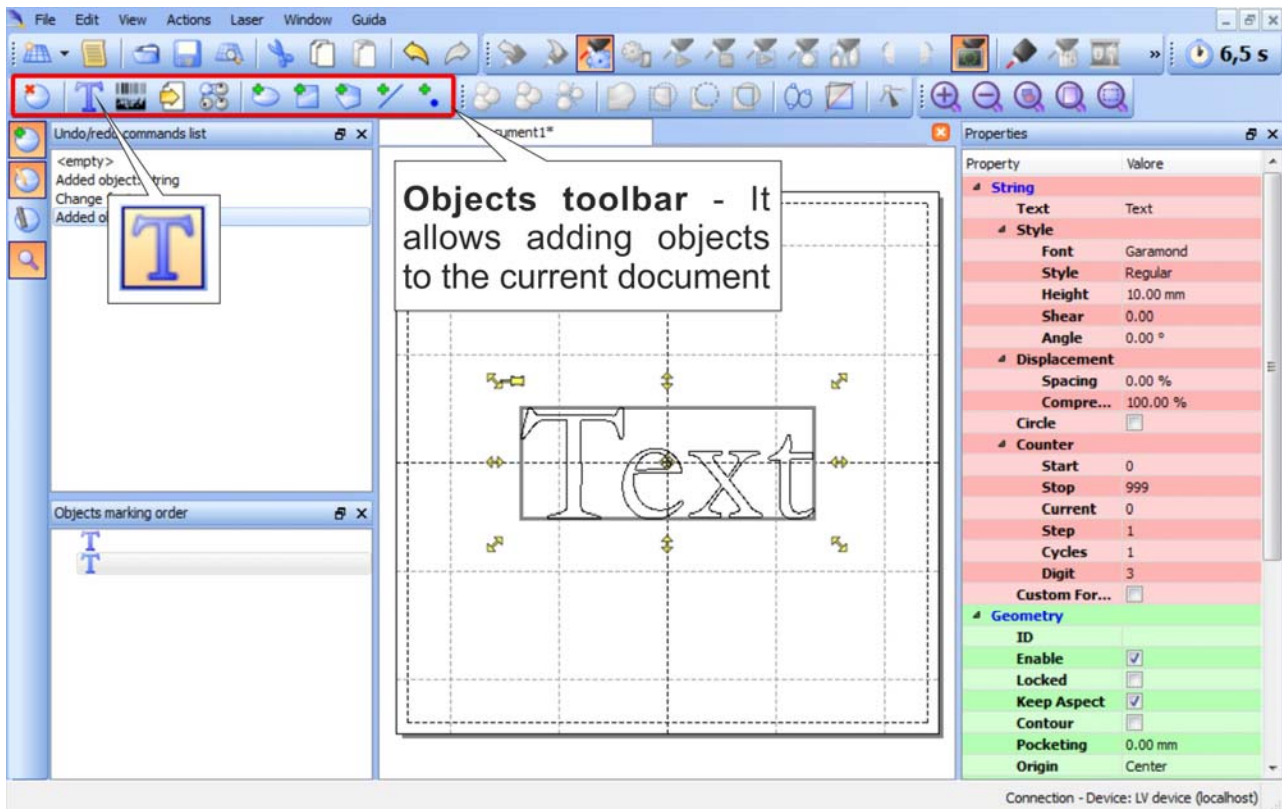 File Edit View Actions Laser Window Guida
» 6,5 s
Undo/redo commands list
<empty>
Added object: String
Change
Added
Objects toolbar - It
allows adding objects
to the current document
Text
Objects marking order
Properties
Property Valore
String
Text Text
Style
Font Garamond
Style Regular
Height 10.00 mm
Shear 0.00
Angle 0.00 °
Displacement
Spacing 0.00 %
Compre... 100.00 %
Circle
Counter
Start 0
Stop 999
Current 0
Step 1
Cycles 1
Digit 3
Custom For...
Geometry
ID
Enable
Locked
Keep Aspect
Contour
Pocketing 0.00 mm
Origin Center
Connection - Device: LV device (localhost)